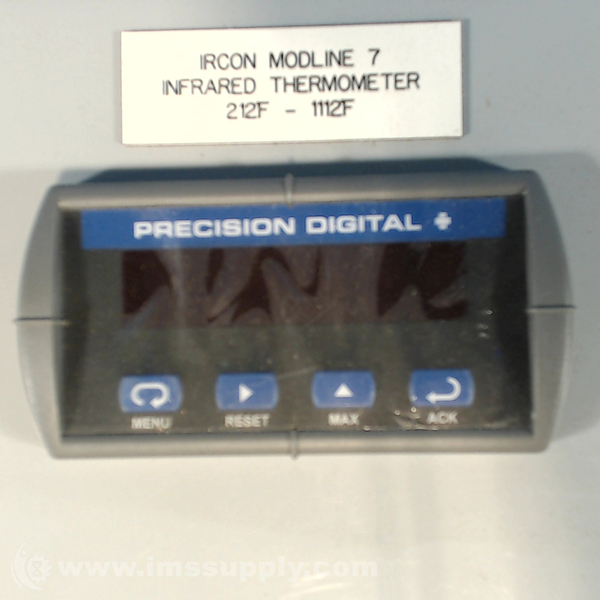 IRCON MODLINE 7
INFRARED THERMOMETER
212F - 1112F
PRECISION DIGITAL
MENU RESET MAX ACK
www.imssupply.com